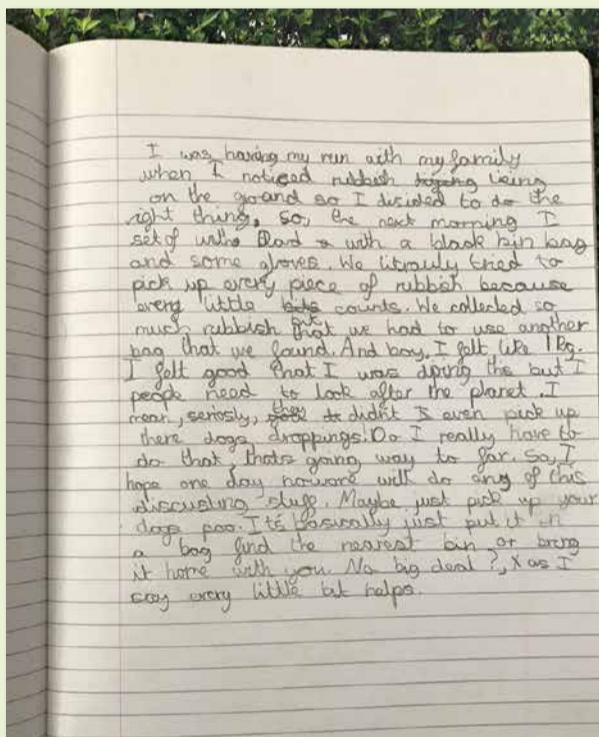 I was having my run with my family
when I noticed rubbish being
on the goand so I dicided to do the
right thing. So, the next morning I
set of with Dad with a black bin bag
and some gloves. We litrauly tried to
pick up every piece of rubbish because
every little bit counts. We collected so
much rubbish that we had to use another
bag that we found. And boy, I felt like 1kg.
I felt good that I was doing this but I
people need to look after the planet. I
mean, seriosly, they didn't even pick up
there dogs droppings! Do I really have to
do that, thats going way to far. So, I
hope one day noware will do any of this
discusting stuff. Maybe just pick up your
dogs poo. Its basically just put it in
a bag find the nearest bin or bring
it home with you. No big deal?, as I
say every little bit helps.